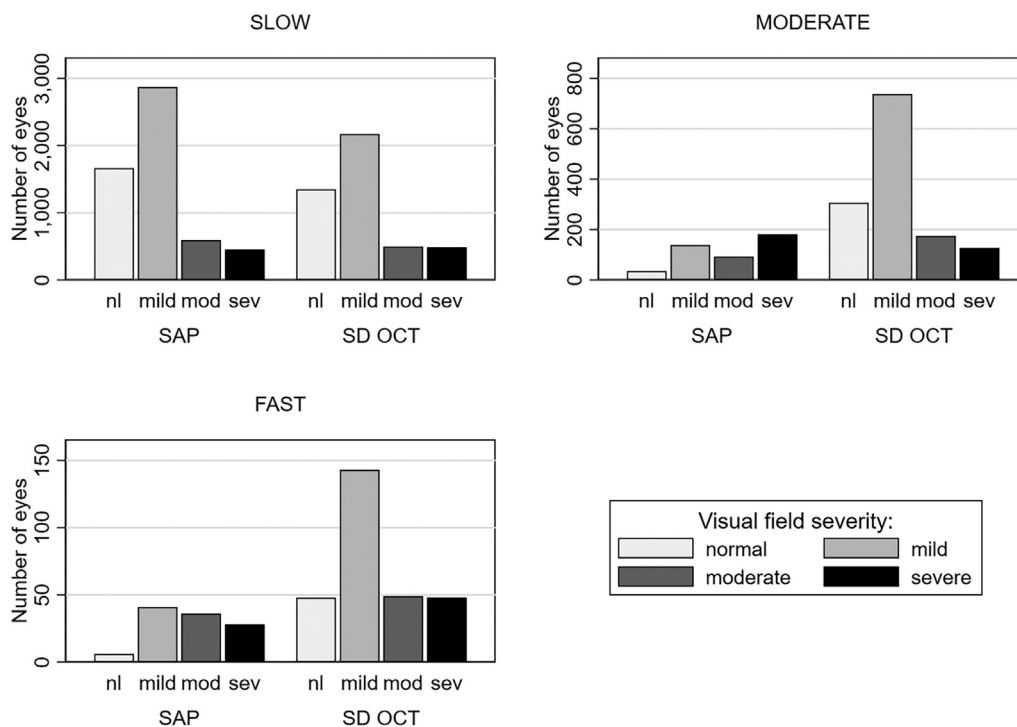 SLOW
Number of eyes
3,000
2,000
1,000
0
nl mild mod sev nl mild mod sev
SAP SD OCT
MODERATE
Number of eyes
800
600
400
200
0
nl mild mod sev nl mild mod sev
SAP SD OCT
FAST
Number of eyes
150
100
50
0
nl mild mod sev nl mild mod sev
SAP SD OCT
Visual field severity:
normal mild
moderate severe